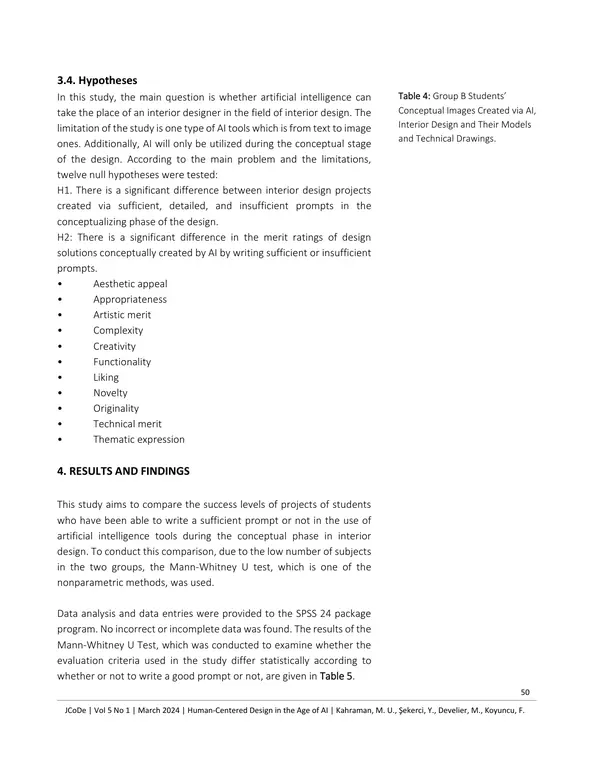 3.4. Hypotheses
In this study, the main question is whether artificial intelligence can
take the place of an interior designer in the field of interior design. The
limitation of the study is one type of AI tools which is from text to image
ones. Additionally, AI will only be utilized during the conceptual stage
of the design. According to the main problem and the limitations,
twelve null hypotheses were tested:
H1. There is a significant difference between interior design projects
created via sufficient, detailed, and insufficient prompts in the
conceptualizing phase of the design.
H2: There is a significant difference in the merit ratings of design
solutions conceptually created by AI by writing sufficient or insufficient
prompts.
• Aesthetic appeal
• Appropriateness
• Artistic merit
• Complexity
• Creativity
• Functionality
• Liking
• Novelty
• Originality
• Technical merit
• Thematic expression
4. RESULTS AND FINDINGS
This study aims to compare the success levels of projects of students
who have been able to write a sufficient prompt or not in the use of
artificial intelligence tools during the conceptual phase in interior
design. To conduct this comparison, due to the low number of subjects
in the two groups, the Mann-Whitney U test, which is one of the
nonparametric methods, was used.
Data analysis and data entries were provided to the SPSS 24 package
program. No incorrect or incomplete data was found. The results of the
Mann-Whitney U Test, which was conducted to examine whether the
evaluation criteria used in the study differ statistically according to
whether or not to write a good prompt or not, are given in Table 5.
Table 4: Group B Students’
Conceptual Images Created via AI,
Interior Design and Their Models
and Technical Drawings.
50
JCoDe | Vol 5 No 1 | March 2024 | Human-Centered Design in the Age of AI | Kahraman, M. U., Şekerci, Y., Develier, M., Koyuncu, F.